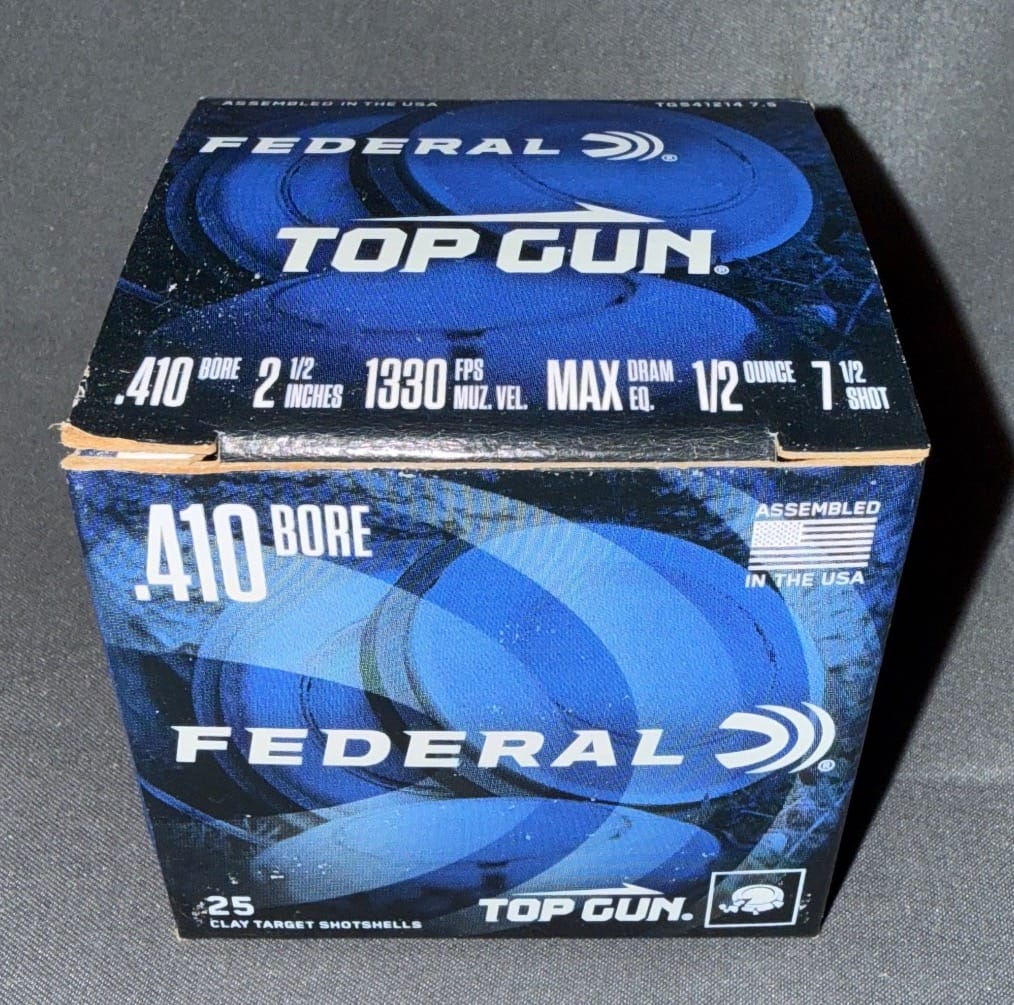 ASSEMBLED IN THE USA TGS41214 7.5
FEDERAL ®
TOP GUN®
.410 BORE 2 1/2 INCHES 1330 FPS MUZ. VEL. MAX DRAM EQ. 1/2 OUNCE 7 1/2 SHOT
.410 BORE
ASSEMBLED
IN THE USA
FEDERAL ®
25
CLAY TARGET SHOTSHELLS
TOP GUN®